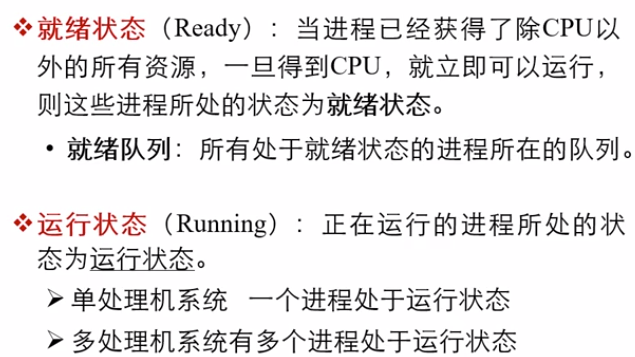 ❖就绪状态（Ready）：当进程已经获得了除CPU以
外的所有资源，一旦得到CPU，就立即可以运行，
则这些进程所处的状态为就绪状态。
• 就绪队列：所有处于就绪状态的进程所在的队列。
❖运行状态（Running）：正在运行的进程所处的状
态为运行状态。
➢单处理机系统 一个进程处于运行状态
➢多处理机系统有多个进程处于运行状态